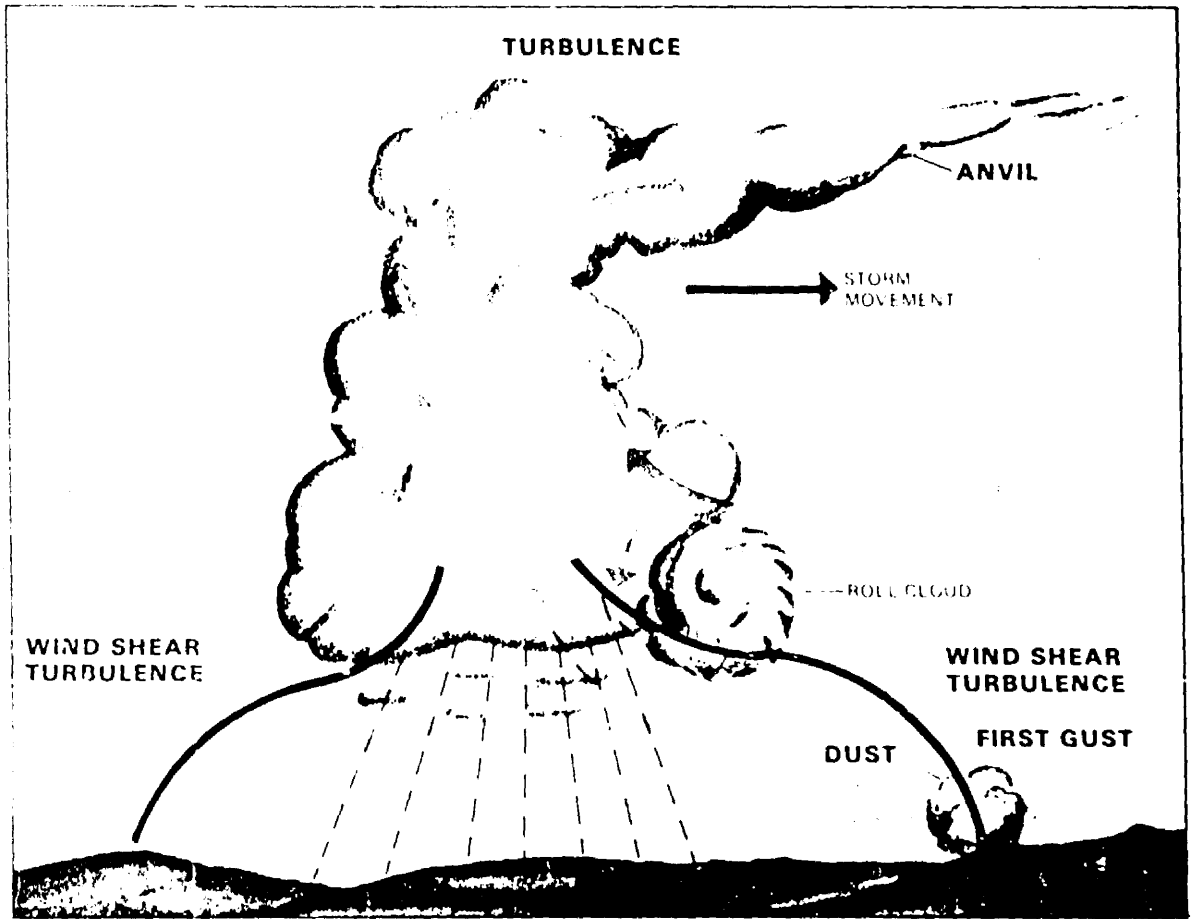 TURBULENCE
ANVIL
STORM
MOVEMENT
ROLL CLOUD
WIND SHEAR
TURBULENCE
WIND SHEAR
TURBULENCE
FIRST GUST
DUST